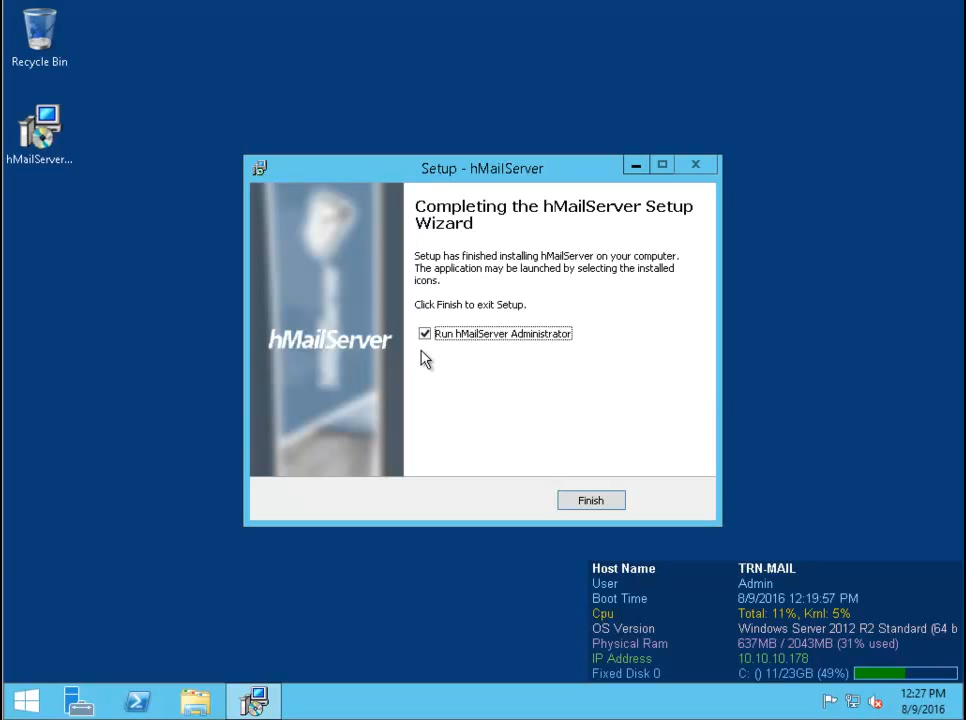 Recycle Bin
hMailServer...
Setup - hMailServer
Completing the hMailServer Setup
Wizard
Setup has finished installing hMailServer on your computer.
The application may be launched by selecting the installed
icons.
Click Finish to exit Setup.
Run hMailServer Administrator
hMailServer
Finish
Host Name TRN-MAIL
User Admin
Boot Time 8/9/2016 12:19:57 PM
Cpu Total: 11%, Krnl: 5%
OS Version Windows Server 2012 R2 Standard (64 b
Physical Ram 637MB / 2043MB (31% used)
IP Address 10.10.10.178
Fixed Disk 0 C: () 11/23GB (49%)
12:27 PM
8/9/2016